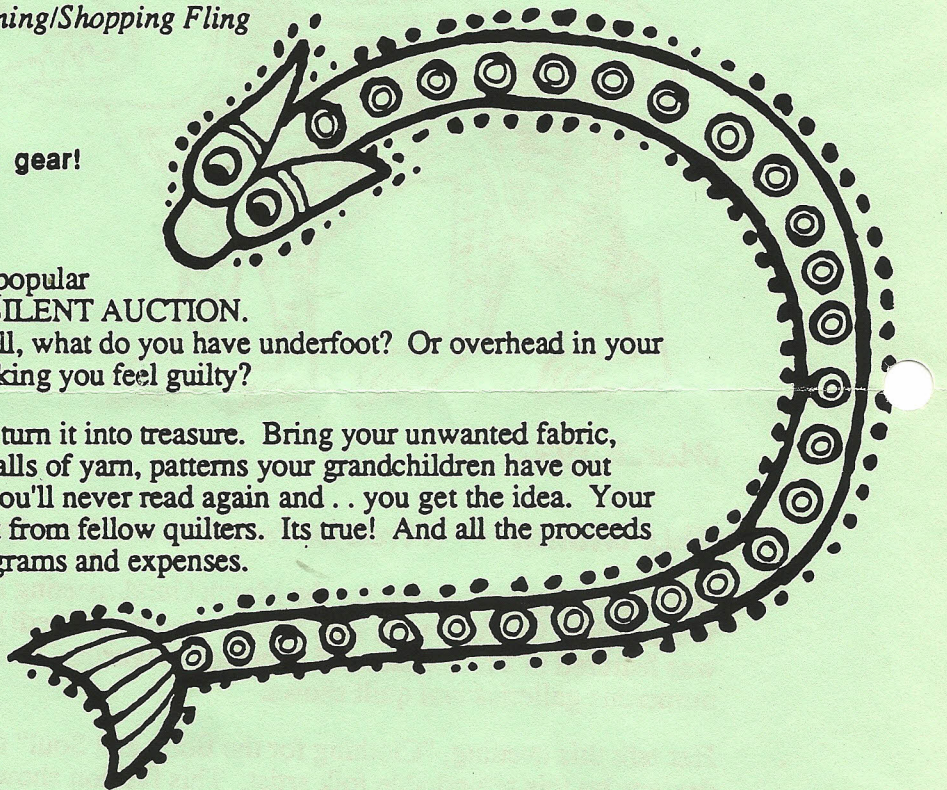 ning/Shopping Fling
gear!
popular
SILENT AUCTION.
ll, what do you have underfoot? Or overhead in your
king you feel guilty?
turn it into treasure. Bring your unwanted fabric,
alls of yarn, patterns your grandchildren have out
ou'll never read again and . . you get the idea. Your
from fellow quilters. Its true! And all the proceeds
grams and expenses.